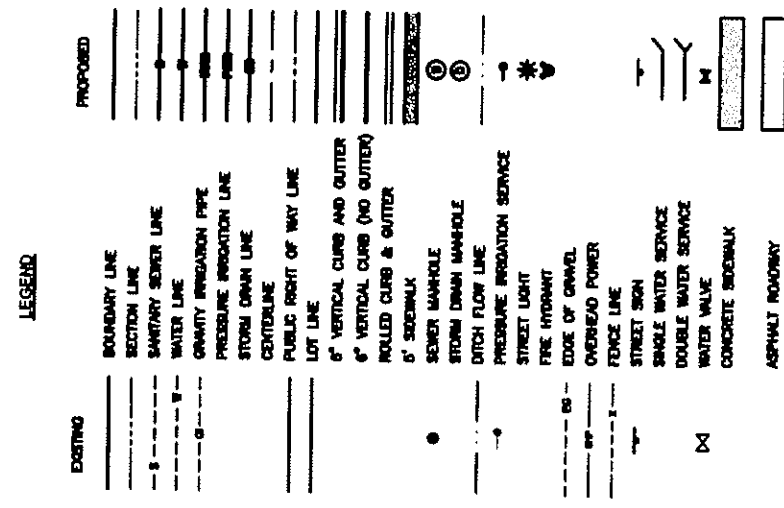 LEGEND
EXISTING PROPOSED
BOUNDARY LINE
SECTION LINE
S SANITARY SEWER LINE S
W WATER LINE W
GI GRAVITY IRRIGATION PIPE
PRESSURE IRRIGATION LINE
STORM DRAIN LINE
CENTERLINE
PUBLIC RIGHT OF WAY LINE
LOT LINE
6" VERTICAL CURB AND GUTTER
6" VERTICAL CURB (NO GUTTER)
ROLLED CURB & GUTTER
5' SIDEWALK
SEWER MANHOLE S
STORM DRAIN MANHOLE D
DITCH FLOW LINE
PRESSURE IRRIGATION SERVICE
STREET LIGHT
FIRE HYDRANT
EG EDGE OF GRAVEL
OVERHEAD POWER
X FENCE LINE
STREET SIGN
SINGLE WATER SERVICE
DOUBLE WATER SERVICE
WATER VALVE
CONCRETE SIDEWALK
ASPHALT ROADWAY